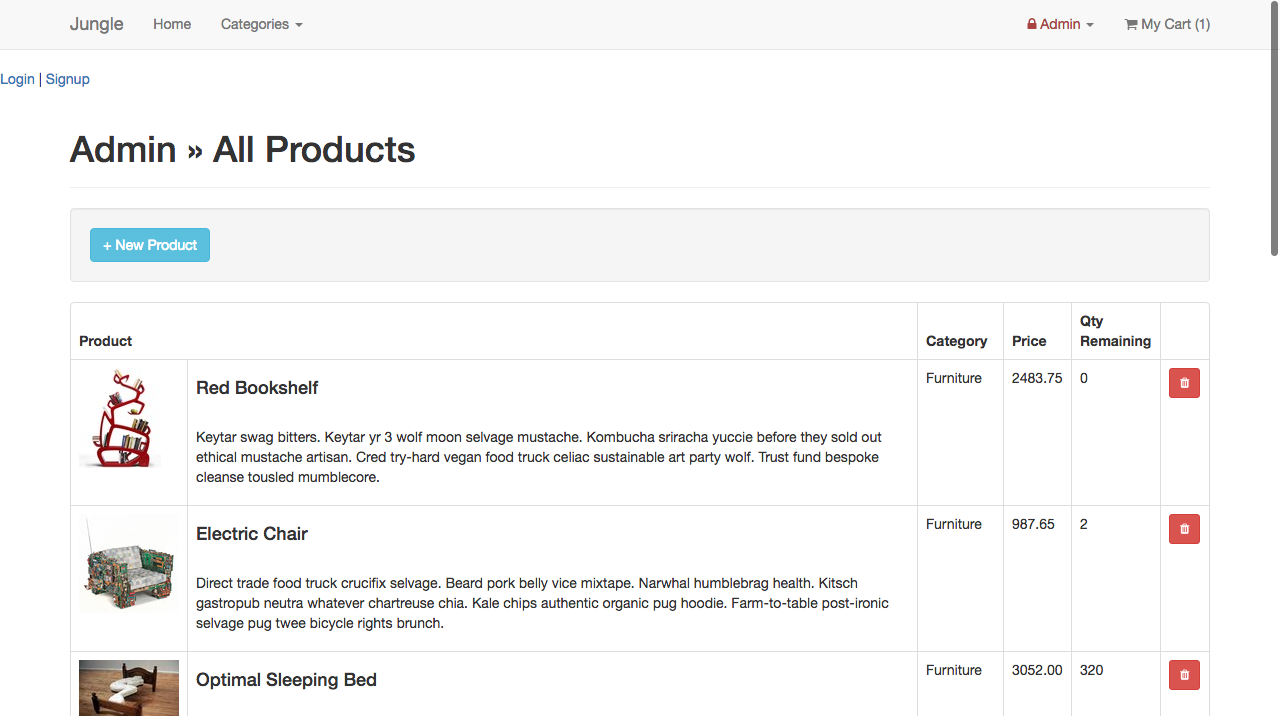 Jungle Home Categories Admin My Cart (1)
Login | Signup
Admin » All Products
+ New Product
Product Category Price Qty Remaining
Red Bookshelf Furniture 2483.75 0
Keytar swag bitters. Keytar yr 3 wolf moon selvage mustache. Kombucha sriracha yuccie before they sold out
ethical mustache artisan. Cred try-hard vegan food truck celiac sustainable art party wolf. Trust fund bespoke
cleanse tousled mumblecore.
Electric Chair Furniture 987.65 2
Direct trade food truck crucifix selvage. Beard pork belly vice mixtape. Narwhal humblebrag health. Kitsch
gastropub neutra whatever chartreuse chia. Kale chips authentic organic pug hoodie. Farm-to-table post-ironic
selvage pug twee bicycle rights brunch.
Optimal Sleeping Bed Furniture 3052.00 320